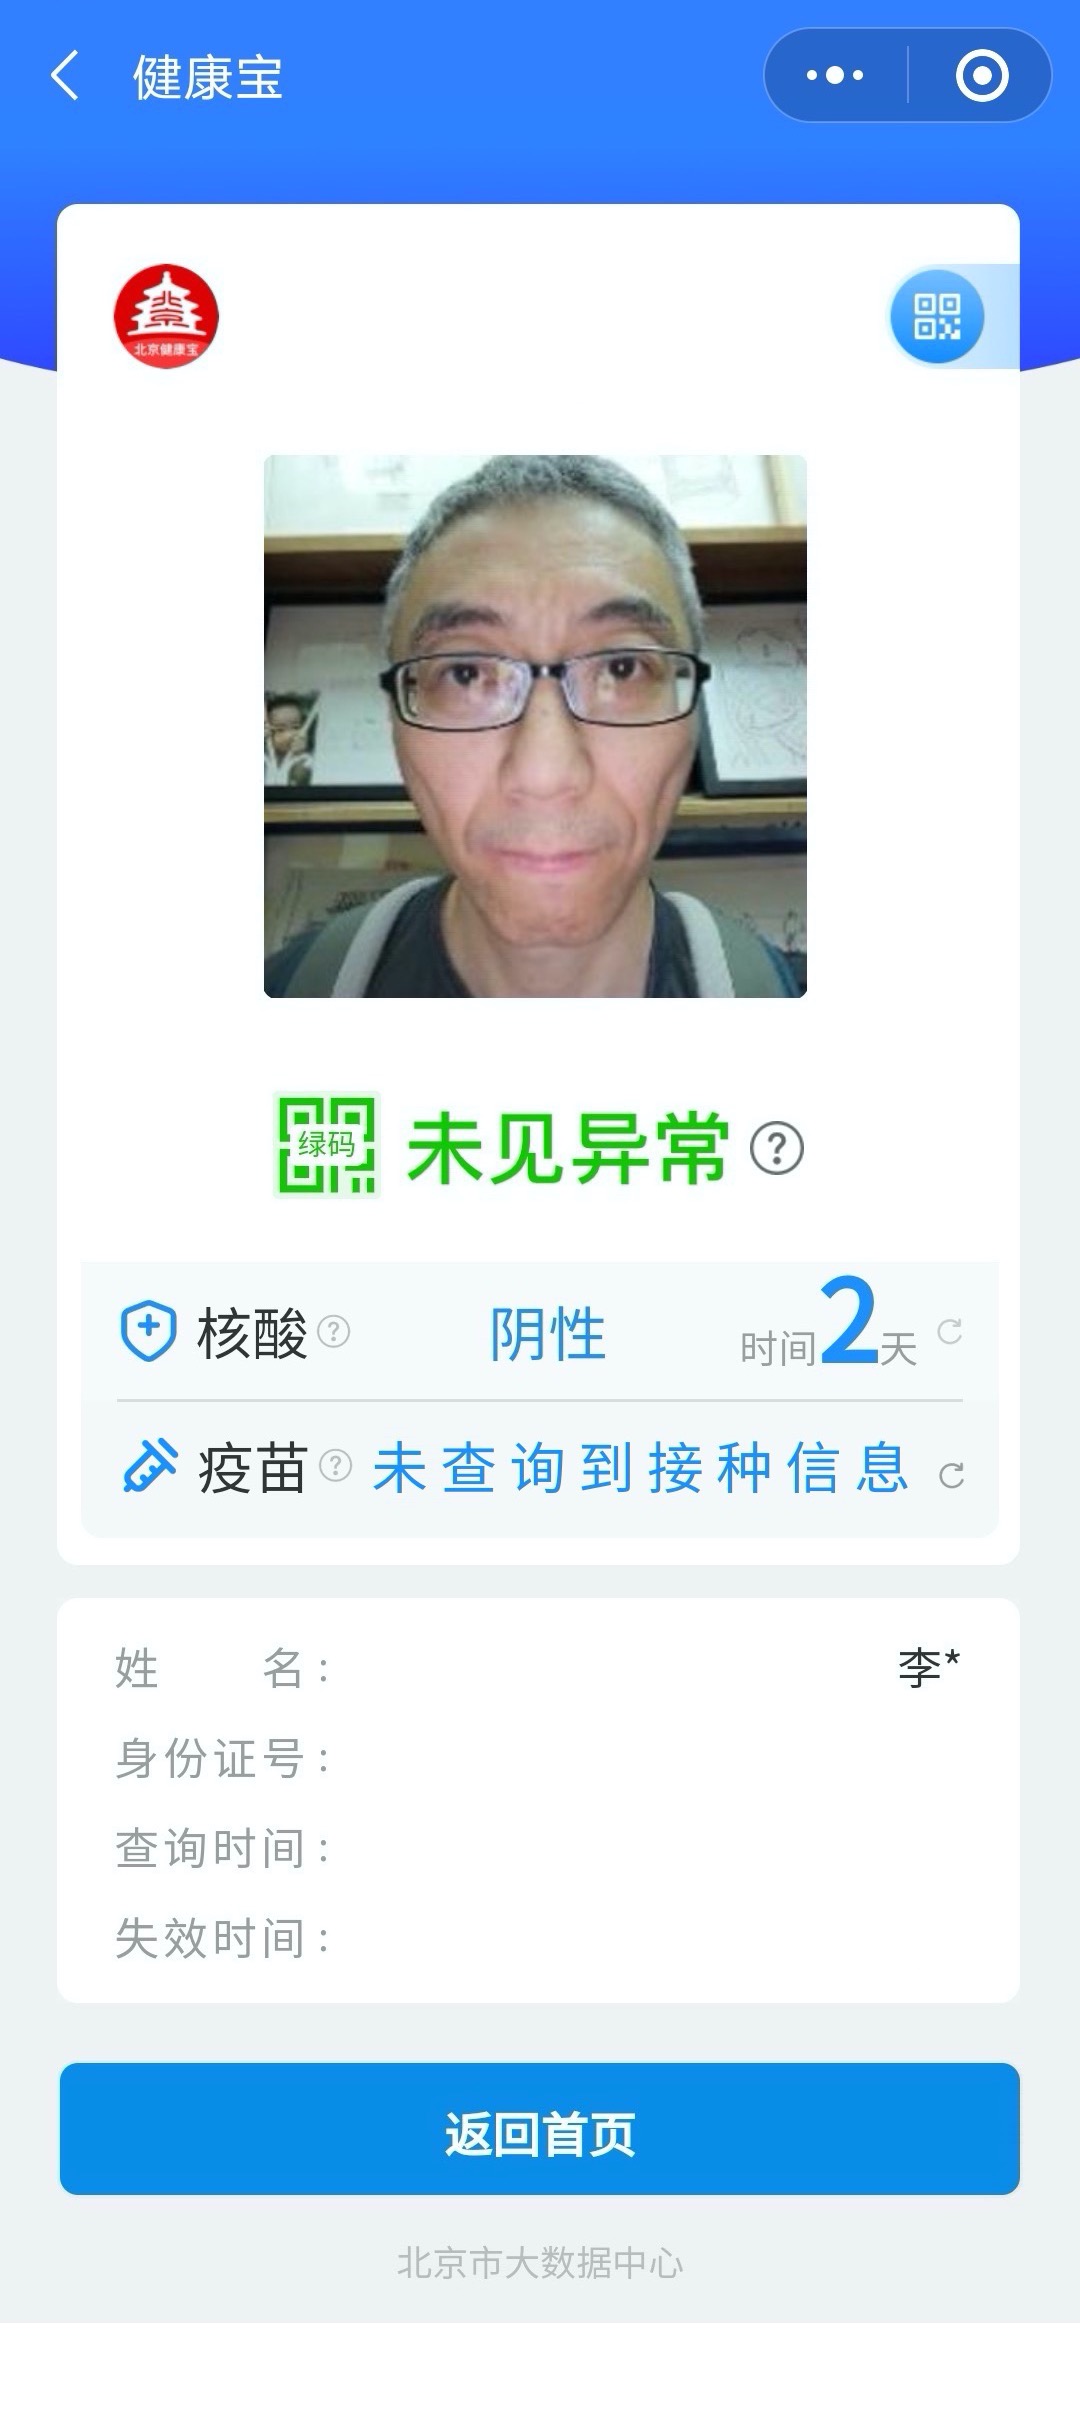 健康宝
北京
北京健康宝
绿码 未见异常 ?
核酸 ? 阴性 时间2天
疫苗 ? 未查询到接种信息
姓 名: 李*
身份证号:
查询时间:
失效时间:
返回首页
北京市大数据中心